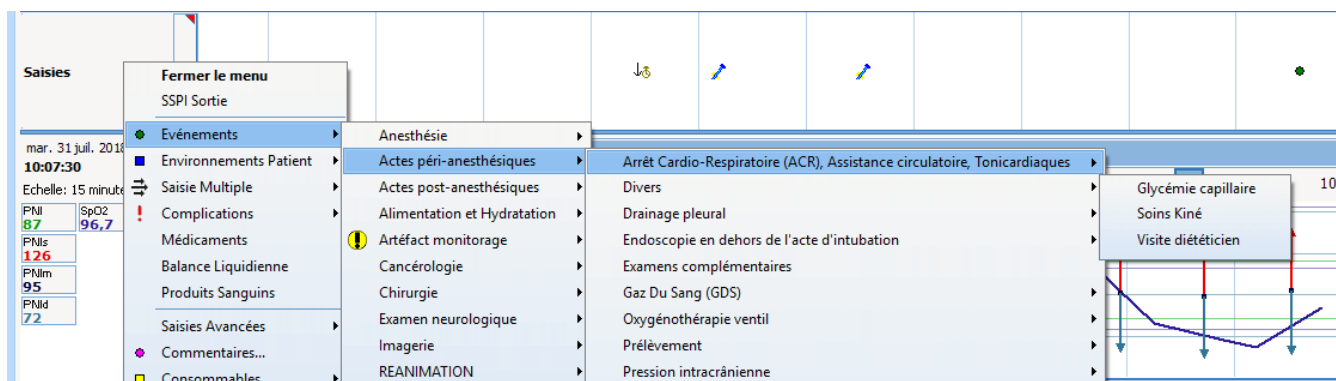 Saisies
mar. 31 juil. 2018
10:07:30
Echelle: 15 minute
PNI
87
SpO2
96,7
PNIs
126
PNIm
95
PNId
72
Fermer le menu
SSPI Sortie
Evénements
Environnements Patient
Saisie Multiple
Complications
Médicaments
Balance Liquidienne
Produits Sanguins
Saisies Avancées
Commentaires...
Consommables
Anesthésie
Actes péri-anesthésiques
Actes post-anesthésiques
Alimentation et Hydratation
Artéfact monitorage
Cancérologie
Chirurgie
Examen neurologique
Imagerie
REANIMATION
Arrêt Cardio-Respiratoire (ACR), Assistance circulatoire, Tonicardiaques
Divers
Drainage pleural
Endoscopie en dehors de l'acte d'intubation
Examens complémentaires
Gaz Du Sang (GDS)
Oxygénothérapie ventil
Prélèvement
Pression intracrânienne
Glycémie capillaire
Soins Kiné
Visite diététicien
10